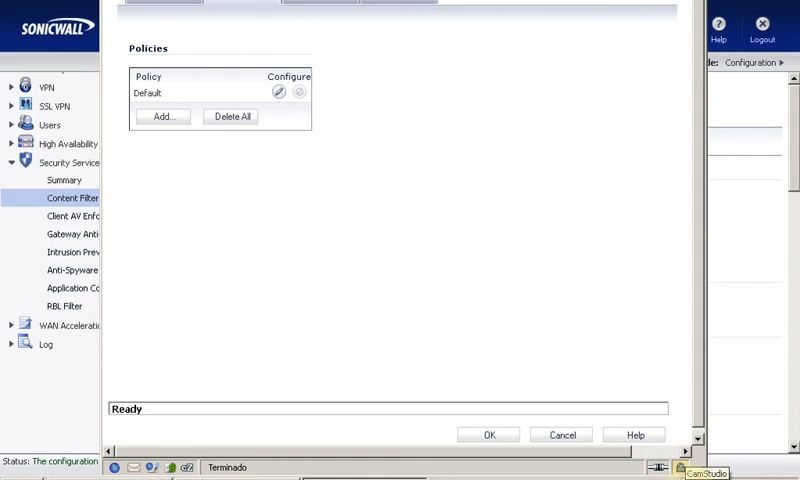 SONICWALL
Help
Logout
de: Configuration
VPN
SSL VPN
Users
High Availability
Security Service
Summary
Content Filter
Client AV Enfo
Gateway Anti-
Intrusion Prev
Anti-Spyware
Application Co
RBL Filter
WAN Acceleratio
Log
Status: The configuration
Policies
Policy Configure
Default
Add... Delete All
Ready
OK Cancel Help
Terminado
CamStudio